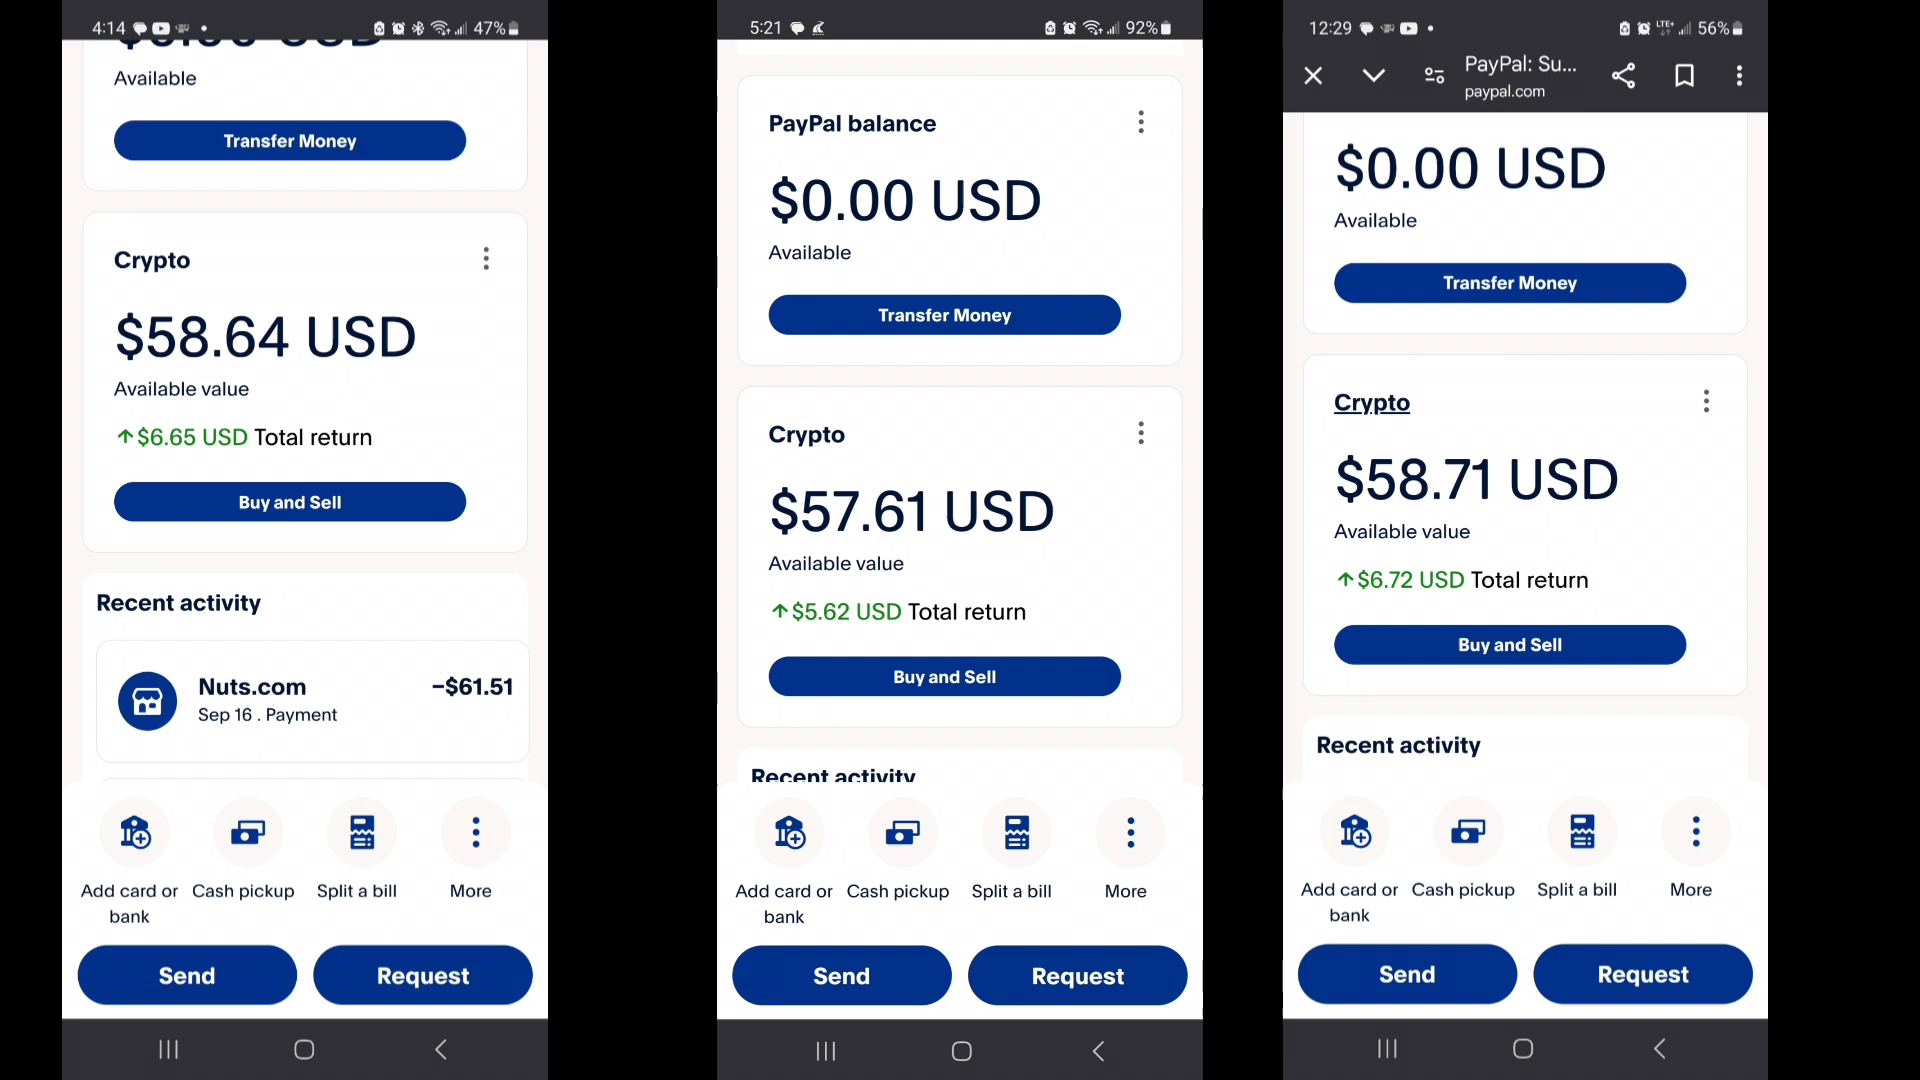 4:14
47%
Available
Transfer Money
Crypto
$58.64 USD
Available value
$6.65 USD Total return
Buy and Sell
Recent activity
Nuts.com
−$61.51
Sep 16 . Payment
Add card or bank
Cash pickup
Split a bill
More
Send
Request
5:21
92%
PayPal balance
$0.00 USD
Available
Transfer Money
Crypto
$57.61 USD
Available value
$5.62 USD Total return
Buy and Sell
Recent activity
Add card or bank
Cash pickup
Split a bill
More
Send
Request
12:29
LTE+
56%
PayPal: Su...
paypal.com
$0.00 USD
Available
Transfer Money
Crypto
$58.71 USD
Available value
$6.72 USD Total return
Buy and Sell
Recent activity
Add card or bank
Cash pickup
Split a bill
More
Send
Request